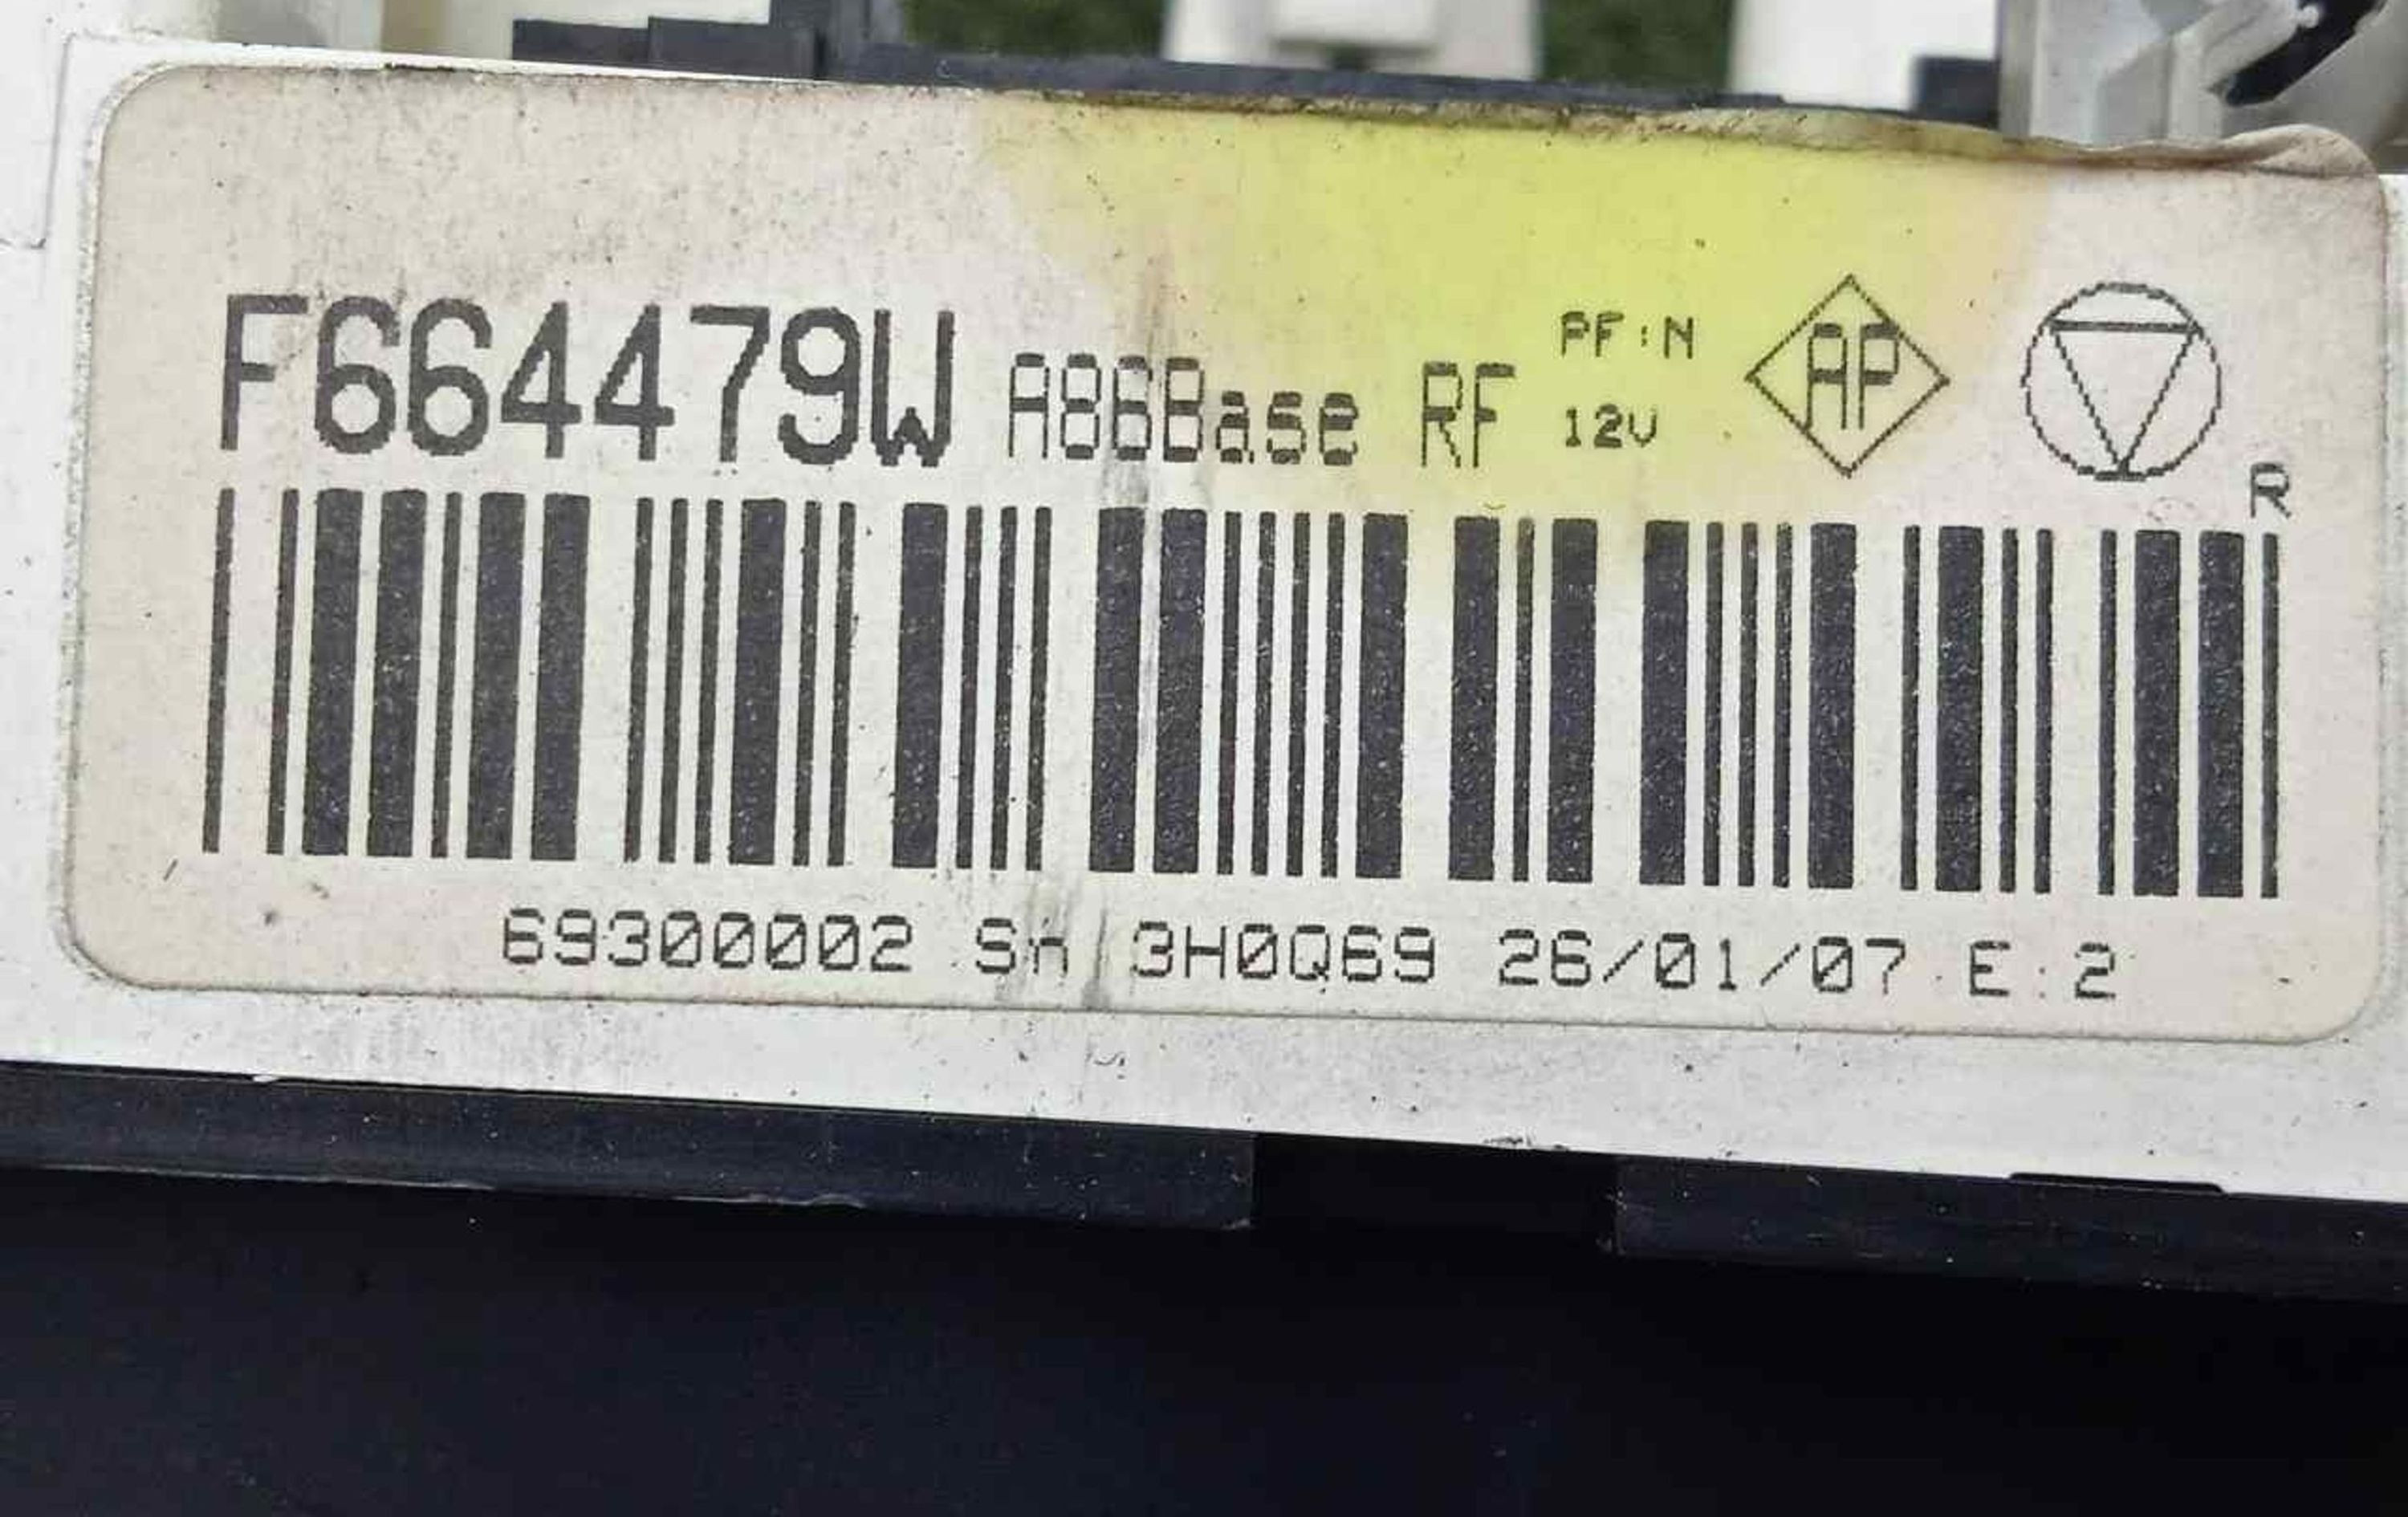 F664479W A86Base RF PF:N AP
12V
R
69300002 Sn 3H0Q69 26/01/07 E:2